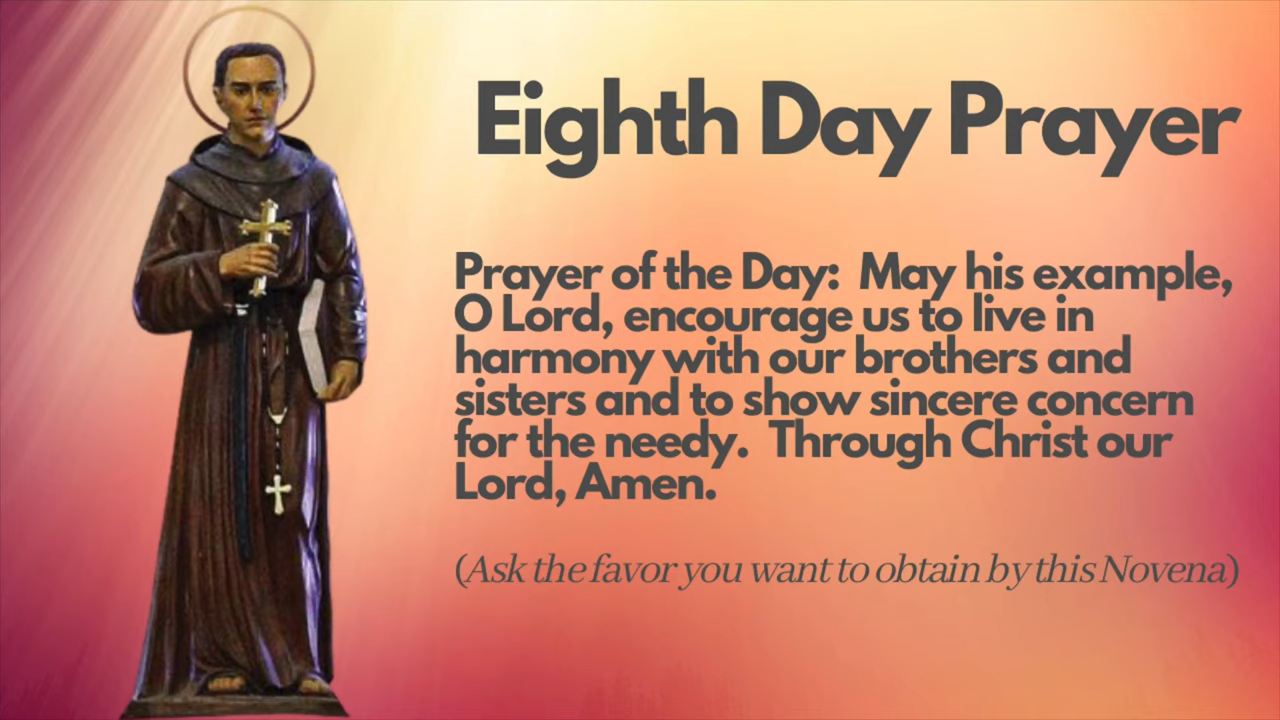 Eighth Day Prayer
Prayer of the Day:  May his example,
O Lord, encourage us to live in
harmony with our brothers and
sisters and to show sincere concern
for the needy.  Through Christ our
Lord, Amen.
(Ask the favor you want to obtain by this Novena)